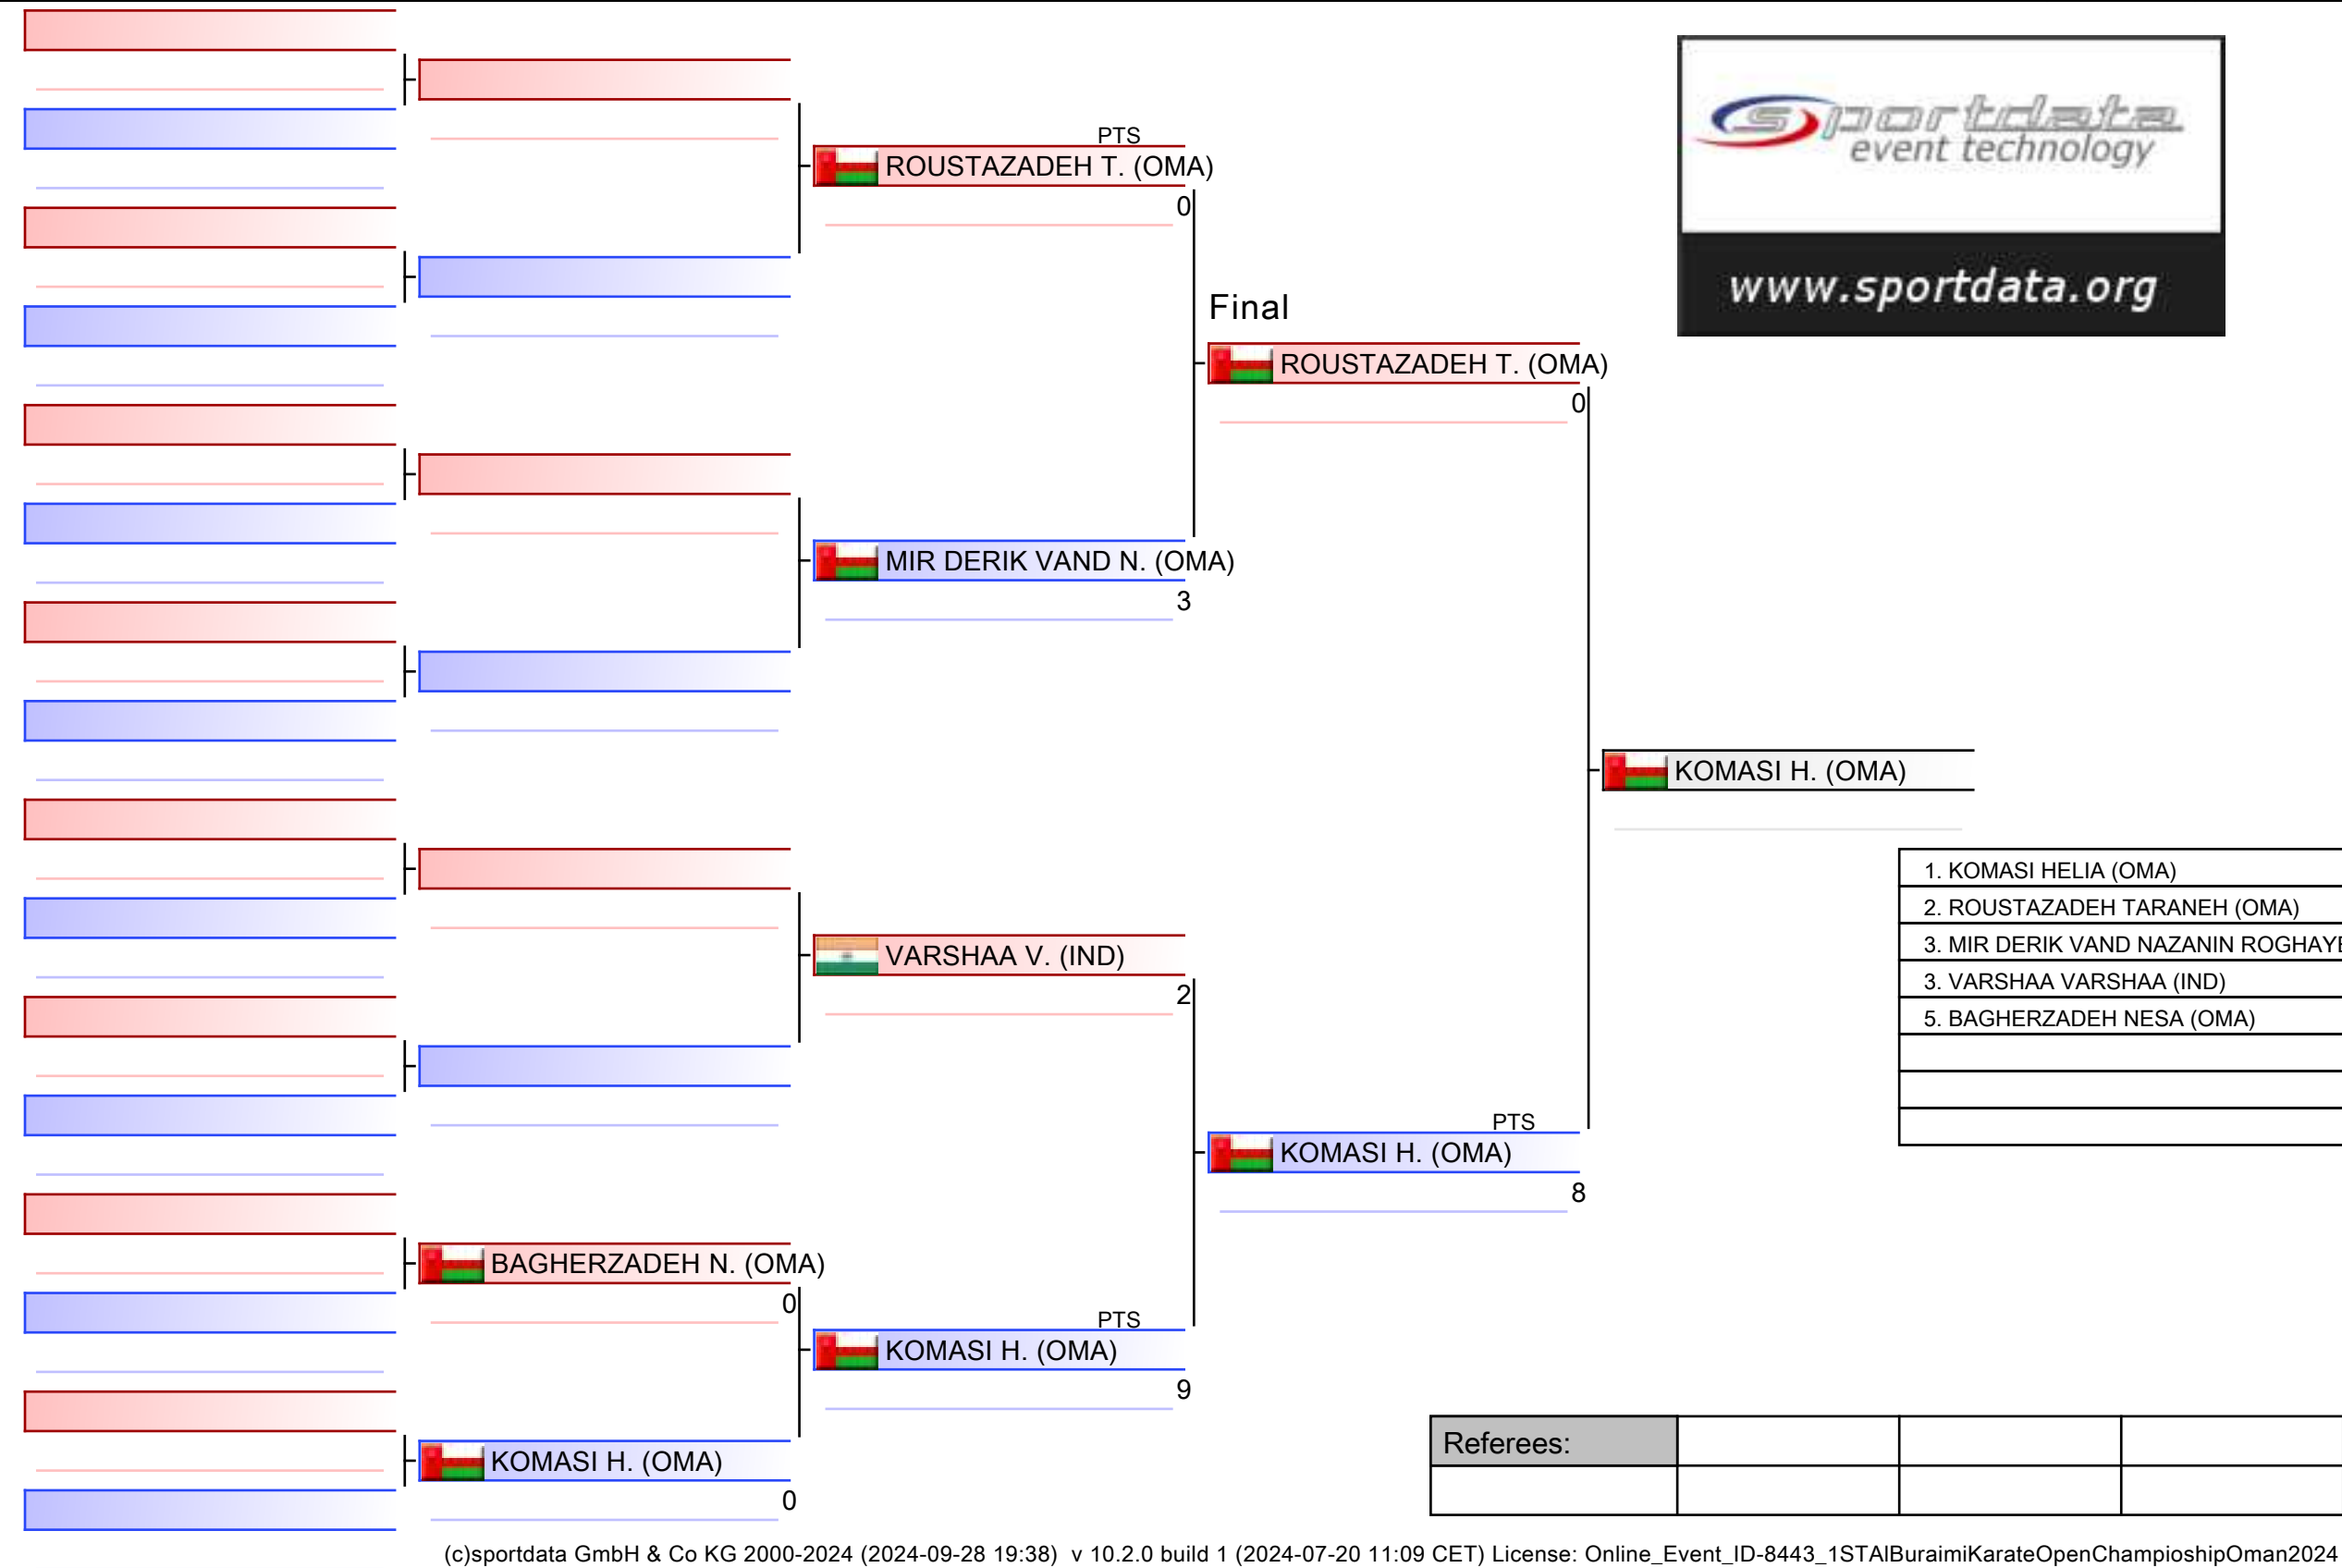 PTS
ROUSTAZADEH T. (OMA)
0
sportdata
event technology
www.sportdata.org
Final
ROUSTAZADEH T. (OMA)
0
MIR DERIK VAND N. (OMA)
3
KOMASI H. (OMA)
1. KOMASI HELIA (OMA)
2. ROUSTAZADEH TARANEH (OMA)
3. MIR DERIK VAND NAZANIN ROGHAYE
3. VARSHAA VARSHAA (IND)
5. BAGHERZADEH NESA (OMA)
VARSHAA V. (IND)
2
PTS
KOMASI H. (OMA)
8
BAGHERZADEH N. (OMA)
0
PTS
KOMASI H. (OMA)
9
KOMASI H. (OMA)
0
Referees:
(c)sportdata GmbH & Co KG 2000-2024 (2024-09-28 19:38) v 10.2.0 build 1 (2024-07-20 11:09 CET) License: Online_Event_ID-8443_1STAlBuraimiKarateOpenChampioshipOman2024